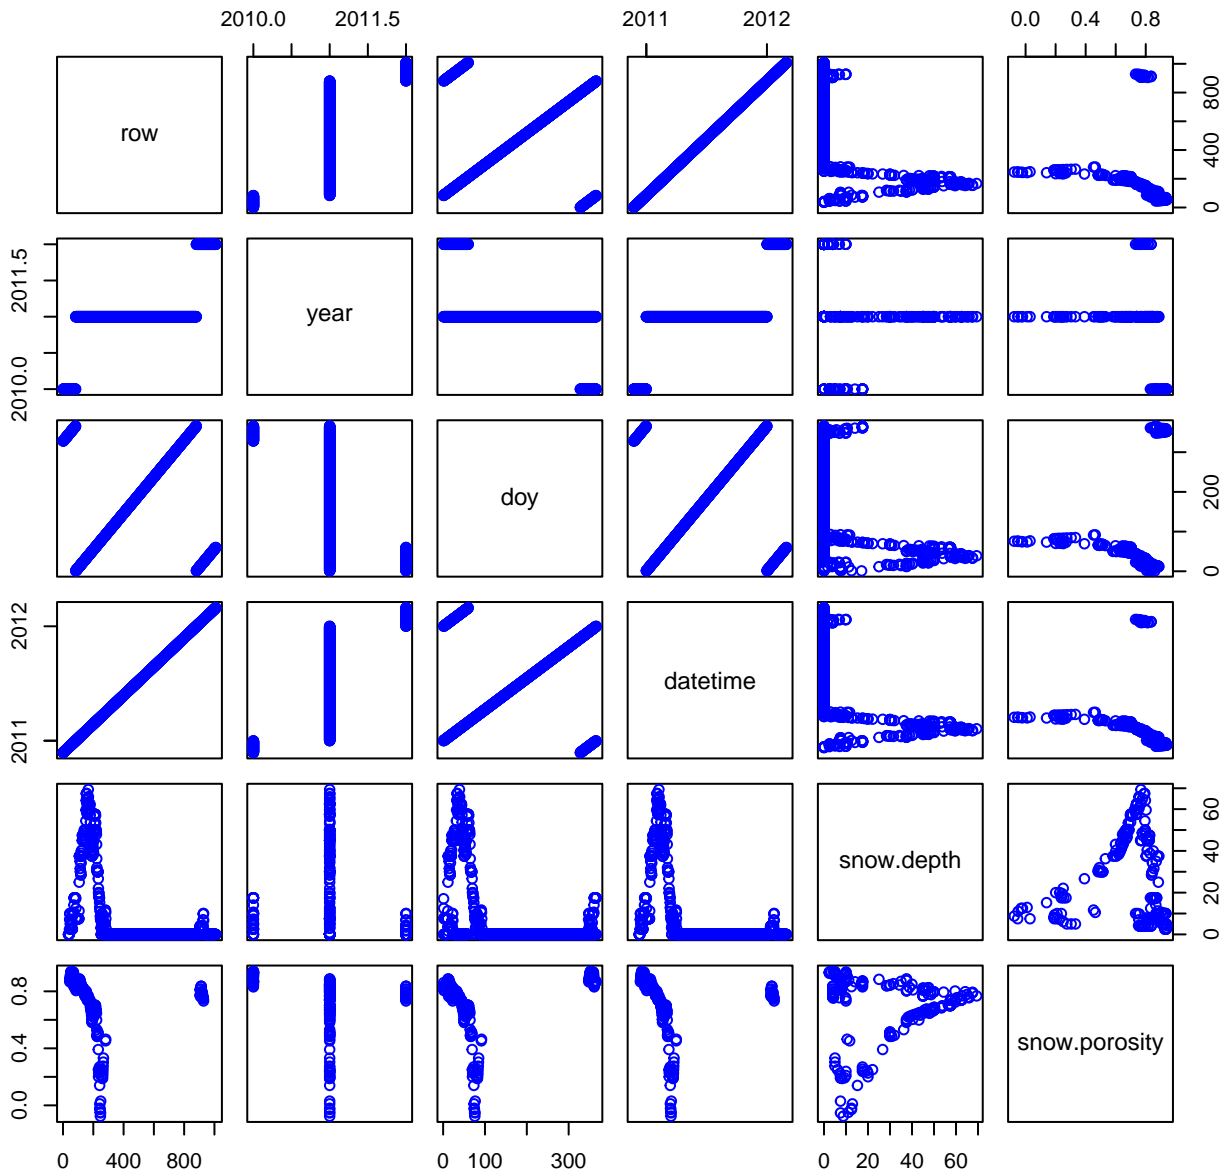 2010.0 2011.5 2011 2012 0.0 0.4 0.8
row 0 400 800
2010.0 2011.5 year
doy 0 200
2011 2012 datetime
snow.depth 0 20 40 60
0.0 0.4 0.8 snow.porosity
0 400 800 0 100 300 0 20 40 60